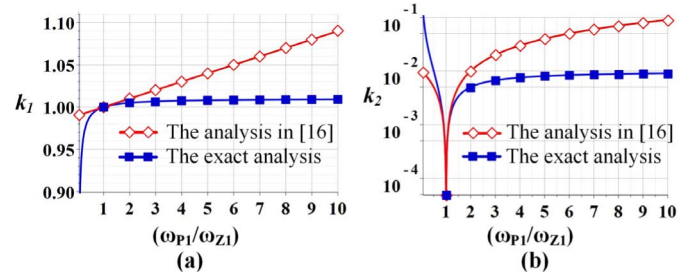 1.10
1.05
k1
1.00
0.95
0.90
The analysis in [16]
The exact analysis
1 2 3 4 5 6 7 8 9 10
(ωP1/ωZ1)
(a)
10⁻¹
10⁻²
k2
10⁻²
10⁻³
10⁻⁴
The analysis in [16]
The exact analysis
1 2 3 4 5 6 7 8 9 10
(ωP1/ωZ1)
(b)